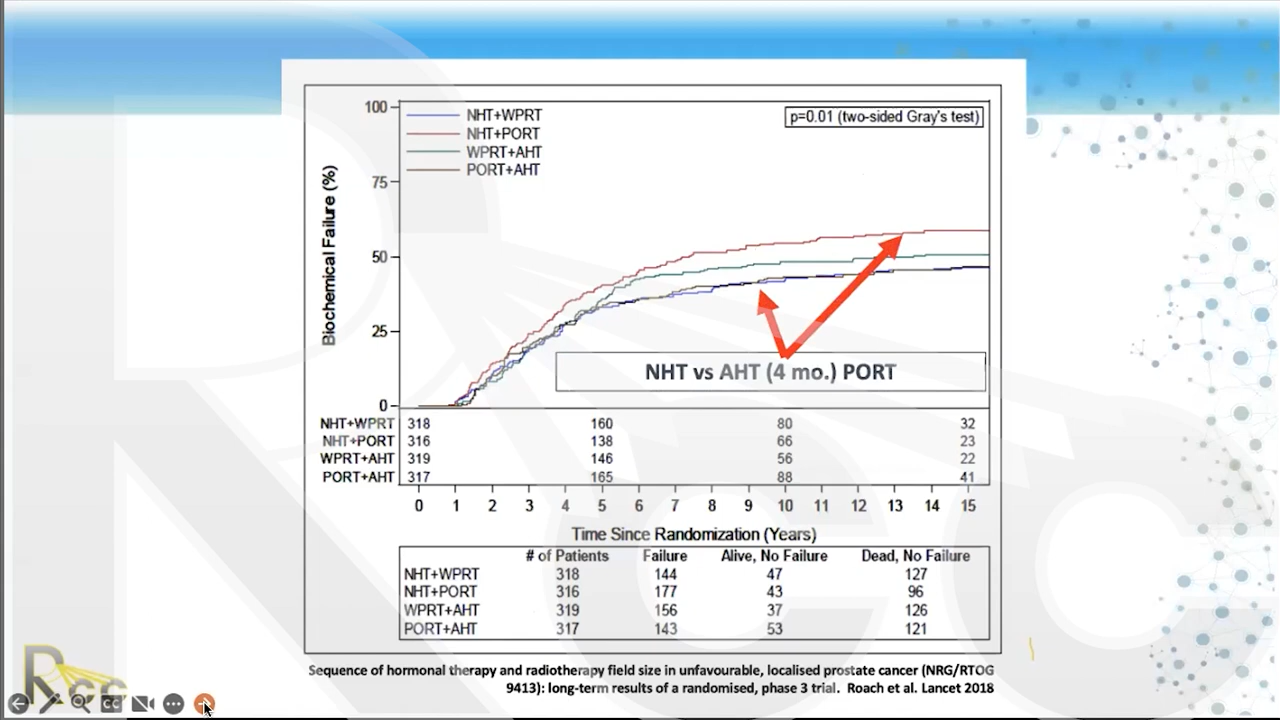 100
NHT+WPRT
p=0.01 (two-sided Gray's test)
NHT+PORT
WPRT+AHT
PORT+AHT
75
50
25
0
Biochemical Failure (%)
NHT vs AHT (4 mo.) PORT
NHT+WPRT 318 160 80 32
NHT+PORT 316 138 66 23
WPRT+AHT 319 146 56 22
PORT+AHT 317 165 88 41
0 1 2 3 4 5 6 7 8 9 10 11 12 13 14 15
Time Since Randomization (Years)
# of Patients Failure Alive, No Failure Dead, No Failure
NHT+WPRT 318 144 47 127
NHT+PORT 316 177 43 96
WPRT+AHT 319 156 37 126
PORT+AHT 317 143 53 121
Sequence of hormonal therapy and radiotherapy field size in unfavourable, localised prostate cancer (NRG/RTOG
9413): long-term results of a randomised, phase 3 trial. Roach et al. Lancet 2018
Rcc
CC